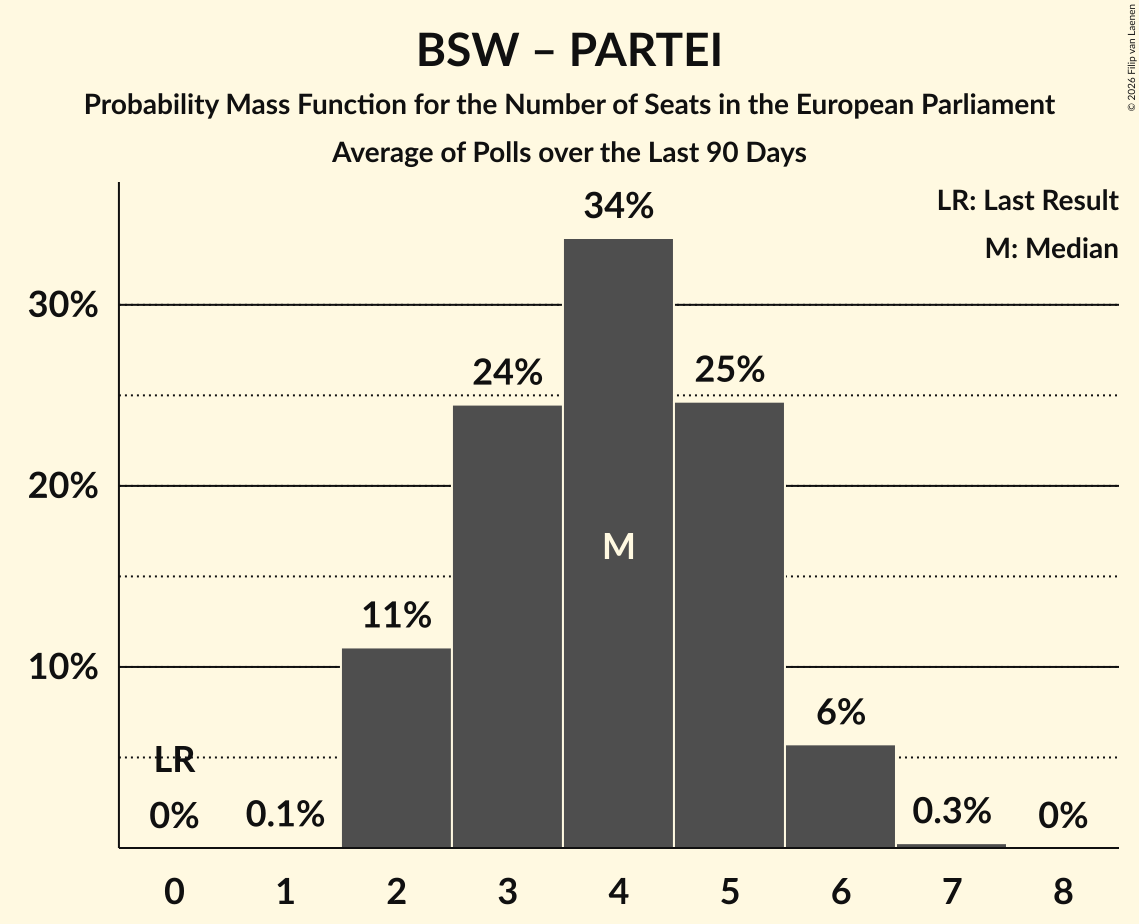 BSW – PARTEI
Probability Mass Function for the Number of Seats in the European Parliament
Average of Polls over the Last 90 Days
© 2026 Filip van Laenen
LR: Last Result
M: Median
34%
30%
24%
25%
20%
M
11%
10%
6%
LR
0%
0.1%
0.3%
0%
0 1 2 3 4 5 6 7 8